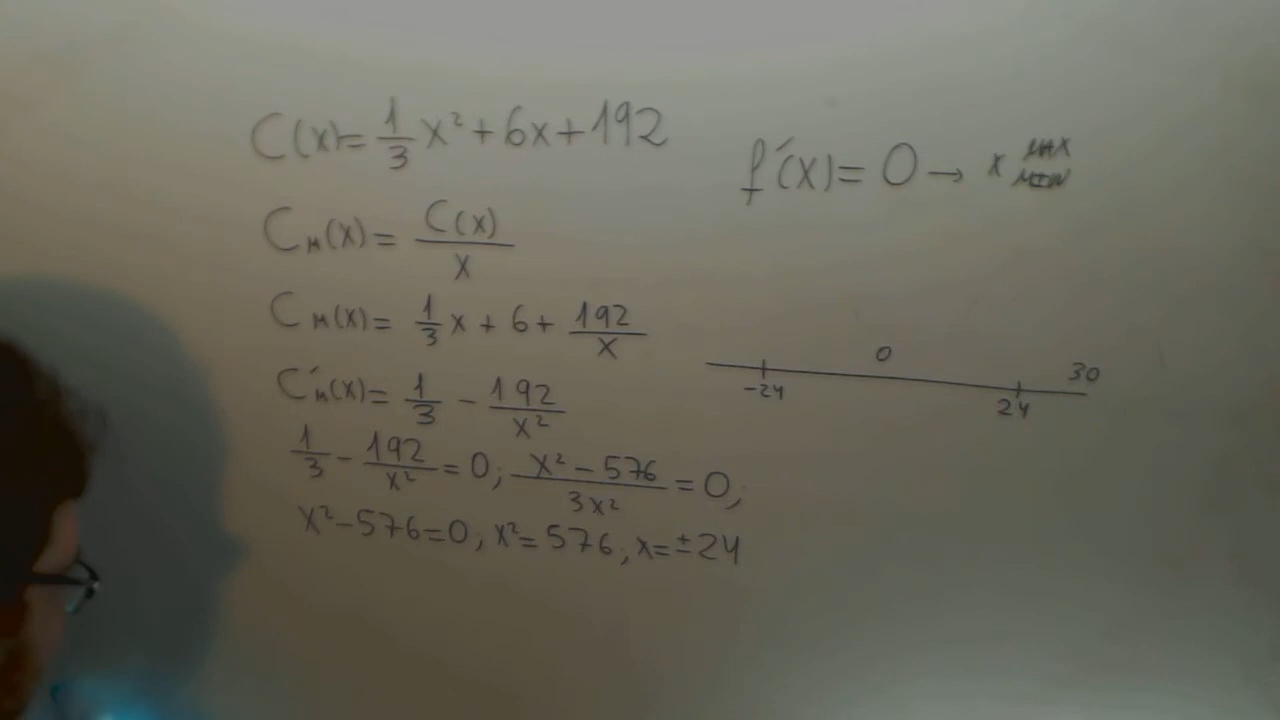 C(x)= 1/3 x² + 6x + 192
C_M(x) = C(x)/x
C_M(x) = 1/3 x + 6 + 192/x
C'_M(x) = 1/3 - 192/x²
1/3 - 192/x² = 0; (x² - 576)/(3x²) = 0;
x² - 576 = 0; x² = 576; x = ±24
f'(x) = 0 → x MAX MIN
0 30
-24 24